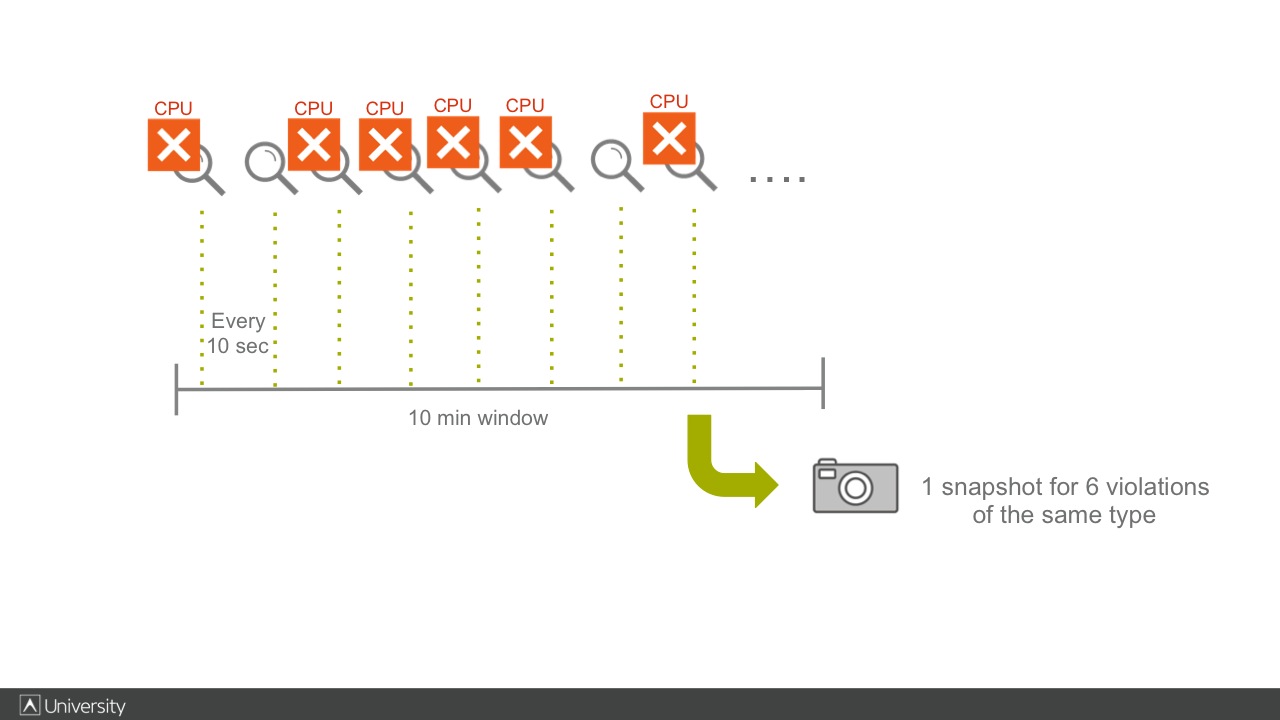 CPU CPU CPU CPU CPU CPU
....
Every
10 sec
10 min window
1 snapshot for 6 violations
of the same type
University